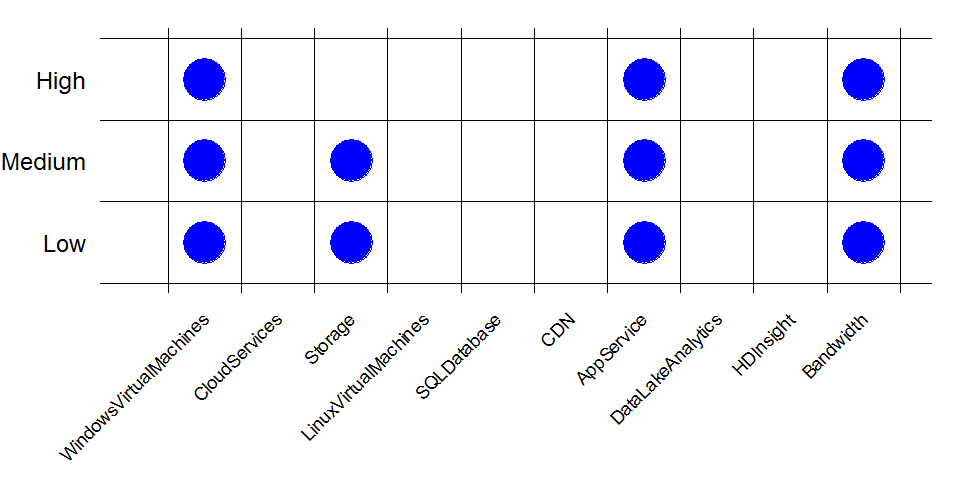 High
Medium
Low
WindowsVirtualMachines
CloudServices
Storage
LinuxVirtualMachines
SQLDatabase
CDN
AppService
DataLakeAnalytics
HDInsight
Bandwidth